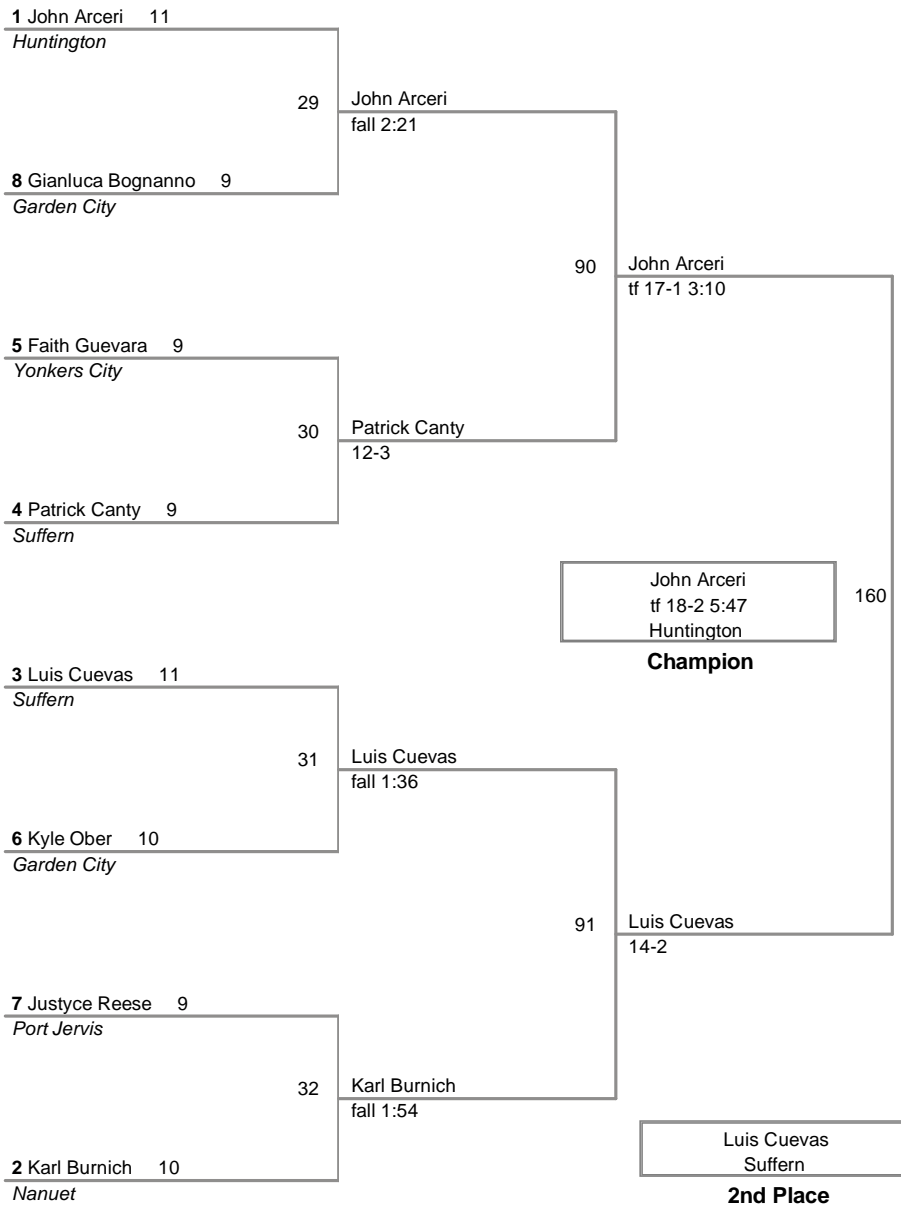 1 John Arceri 11
Huntington
29
John Arceri
fall 2:21
8 Gianluca Bognanno 9
Garden City
90
John Arceri
tf 17-1 3:10
5 Faith Guevara 9
Yonkers City
30
Patrick Canty
12-3
4 Patrick Canty 9
Suffern
John Arceri
tf 18-2 5:47
Huntington
Champion
160
3 Luis Cuevas 11
Suffern
31
Luis Cuevas
fall 1:36
6 Kyle Ober 10
Garden City
91
Luis Cuevas
14-2
7 Justyce Reese 9
Port Jervis
32
Karl Burnich
fall 1:54
2 Karl Burnich 10
Nanuet
Luis Cuevas
Suffern
2nd Place